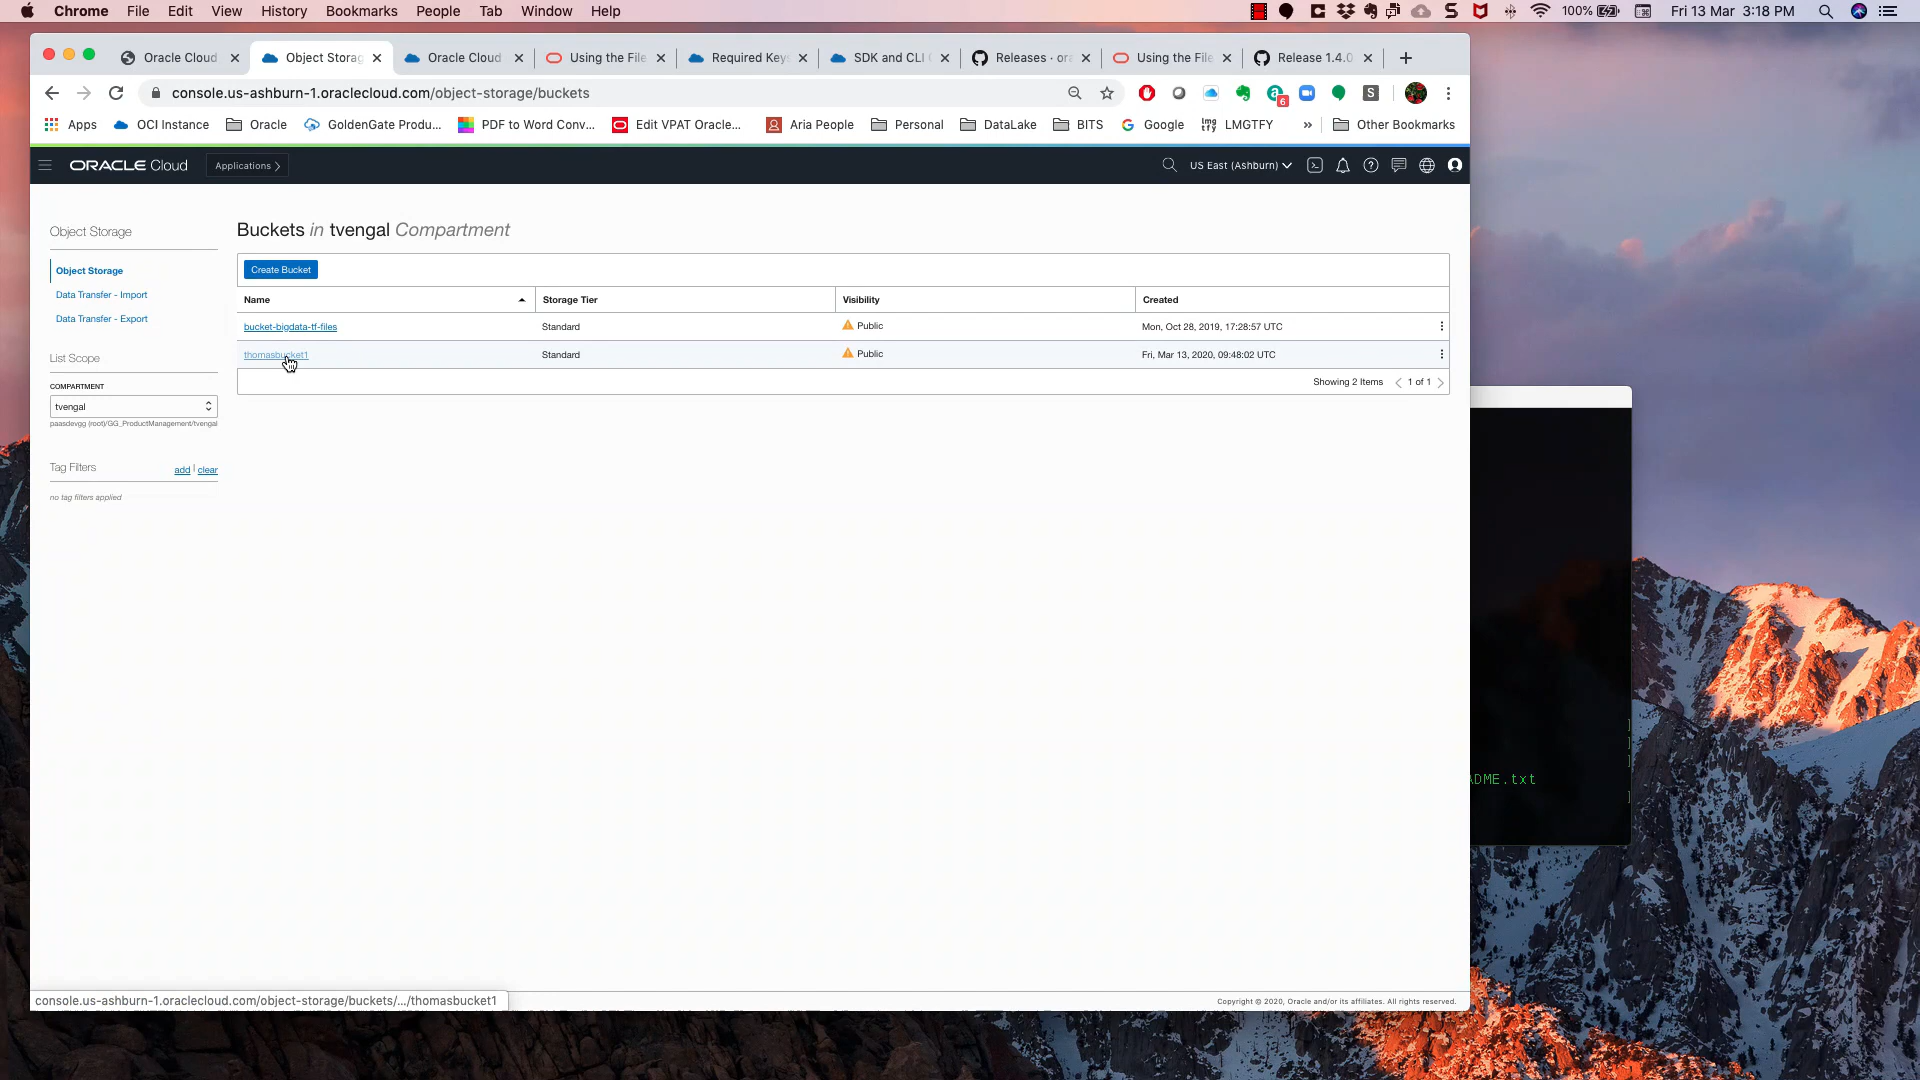 Chrome File Edit View History Bookmarks People Tab Window Help 100% Fri 13 Mar 3:18 PM
Oracle Cloud Object Storag Oracle Cloud Using the File Required Keys SDK and CLI Releases · ora Using the File Release 1.4.0
console.us-ashburn-1.oraclecloud.com/object-storage/buckets 6 S
Apps OCI Instance Oracle GoldenGate Produ... PDF to Word Conv... Edit VPAT Oracle... Aria People Personal DataLake BITS Google LMGTFY » Other Bookmarks
ORACLE Cloud Applications US East (Ashburn)
Object Storage
Buckets in tvengal Compartment
Object Storage
Create Bucket
Data Transfer - Import
Name Storage Tier Visibility Created
Data Transfer - Export
bucket-bigdata-tf-files Standard Public Mon, Oct 28, 2019, 17:28:57 UTC
List Scope
thomasbucket1 Standard Public Fri, Mar 13, 2020, 09:48:02 UTC
Showing 2 Items 1 of 1
COMPARTMENT
tvengal
paasdevgg (root)/GG_ProductManagement/tvengal
Tag Filters add | clear
no tag filters applied
DME.txt
console.us-ashburn-1.oraclecloud.com/object-storage/buckets/.../thomasbucket1
Copyright © 2020, Oracle and/or its affiliates. All rights reserved.